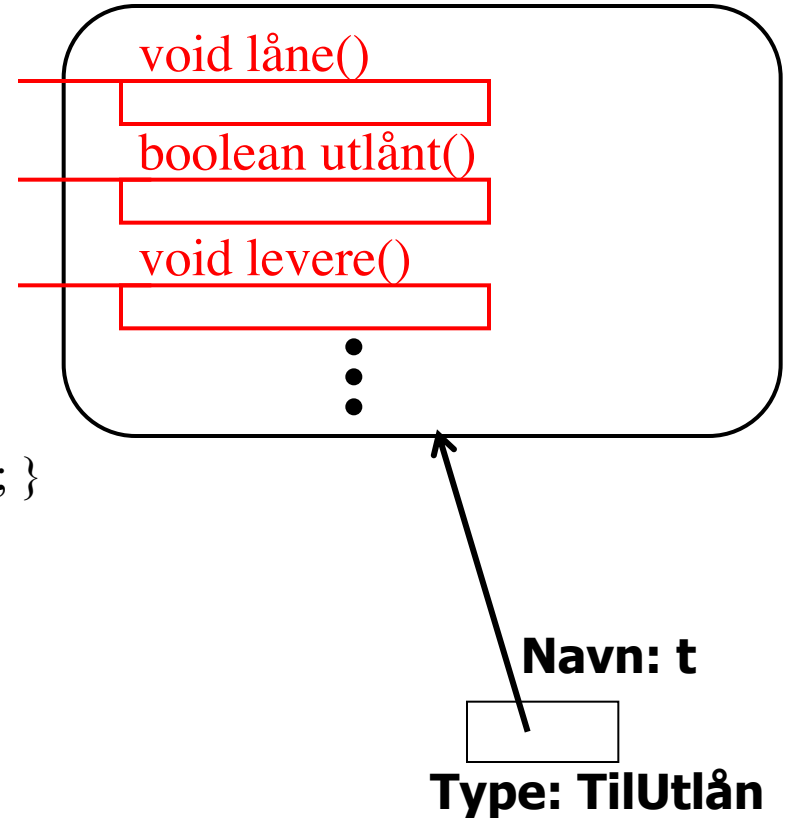 void låne()
boolean utlånt()
void levere()
; }
Navn: t
Type: TilUtlån